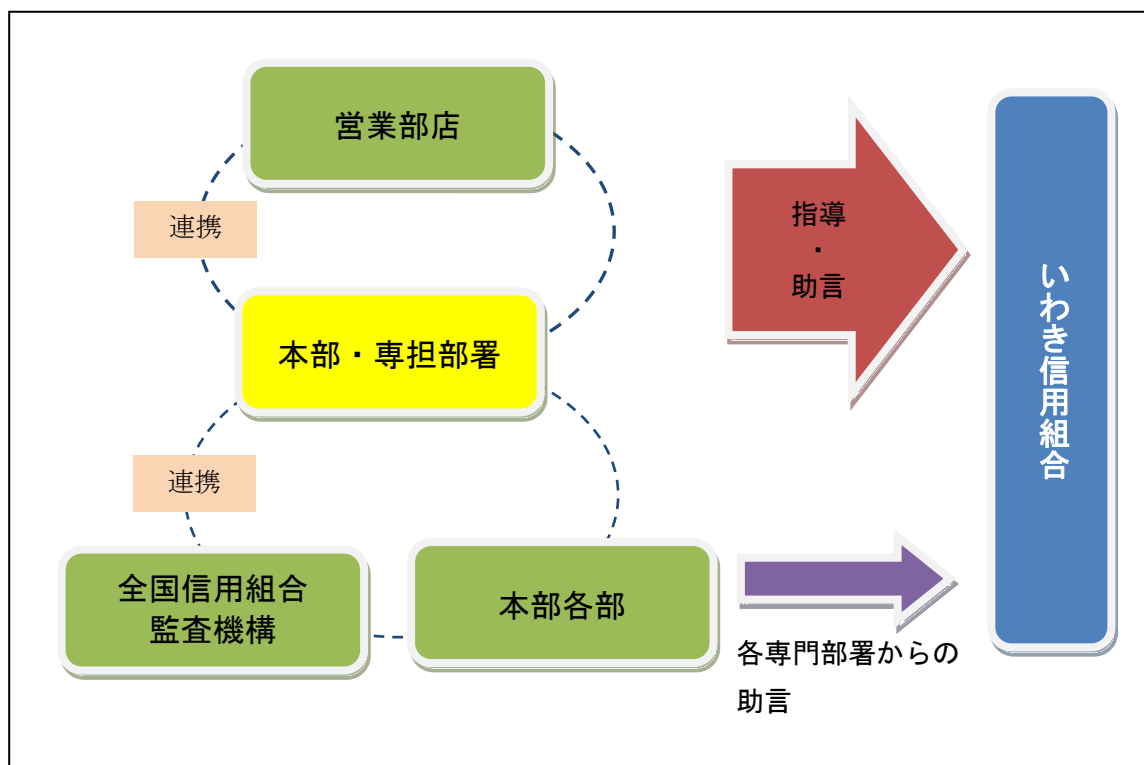 営業部店
連携
本部・専担部署
連携
全国信用組合
監査機構
本部各部
指導
・
助言
各専門部署からの
助言
いわき信用組合